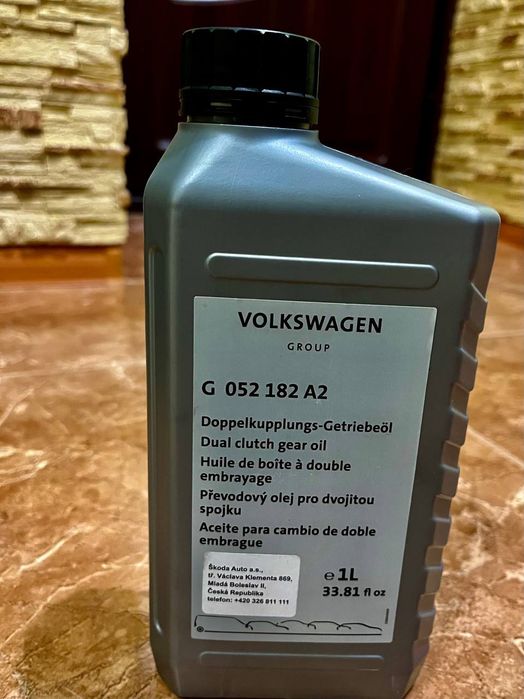 VOLKSWAGEN
GROUP
G 052 182 A2
Doppelkupplungs-Getriebeöl
Dual clutch gear oil
Huile de boîte à double
embrayage
Převodový olej pro dvojitou
spojku
Aceite para cambio de doble
embrague
Škoda Auto a.s.,
tř. Václava Klementa 869,
Mladá Boleslav II,
Česká Republika
telefon: +420 326 811 111
e 1L
33.81 fl oz